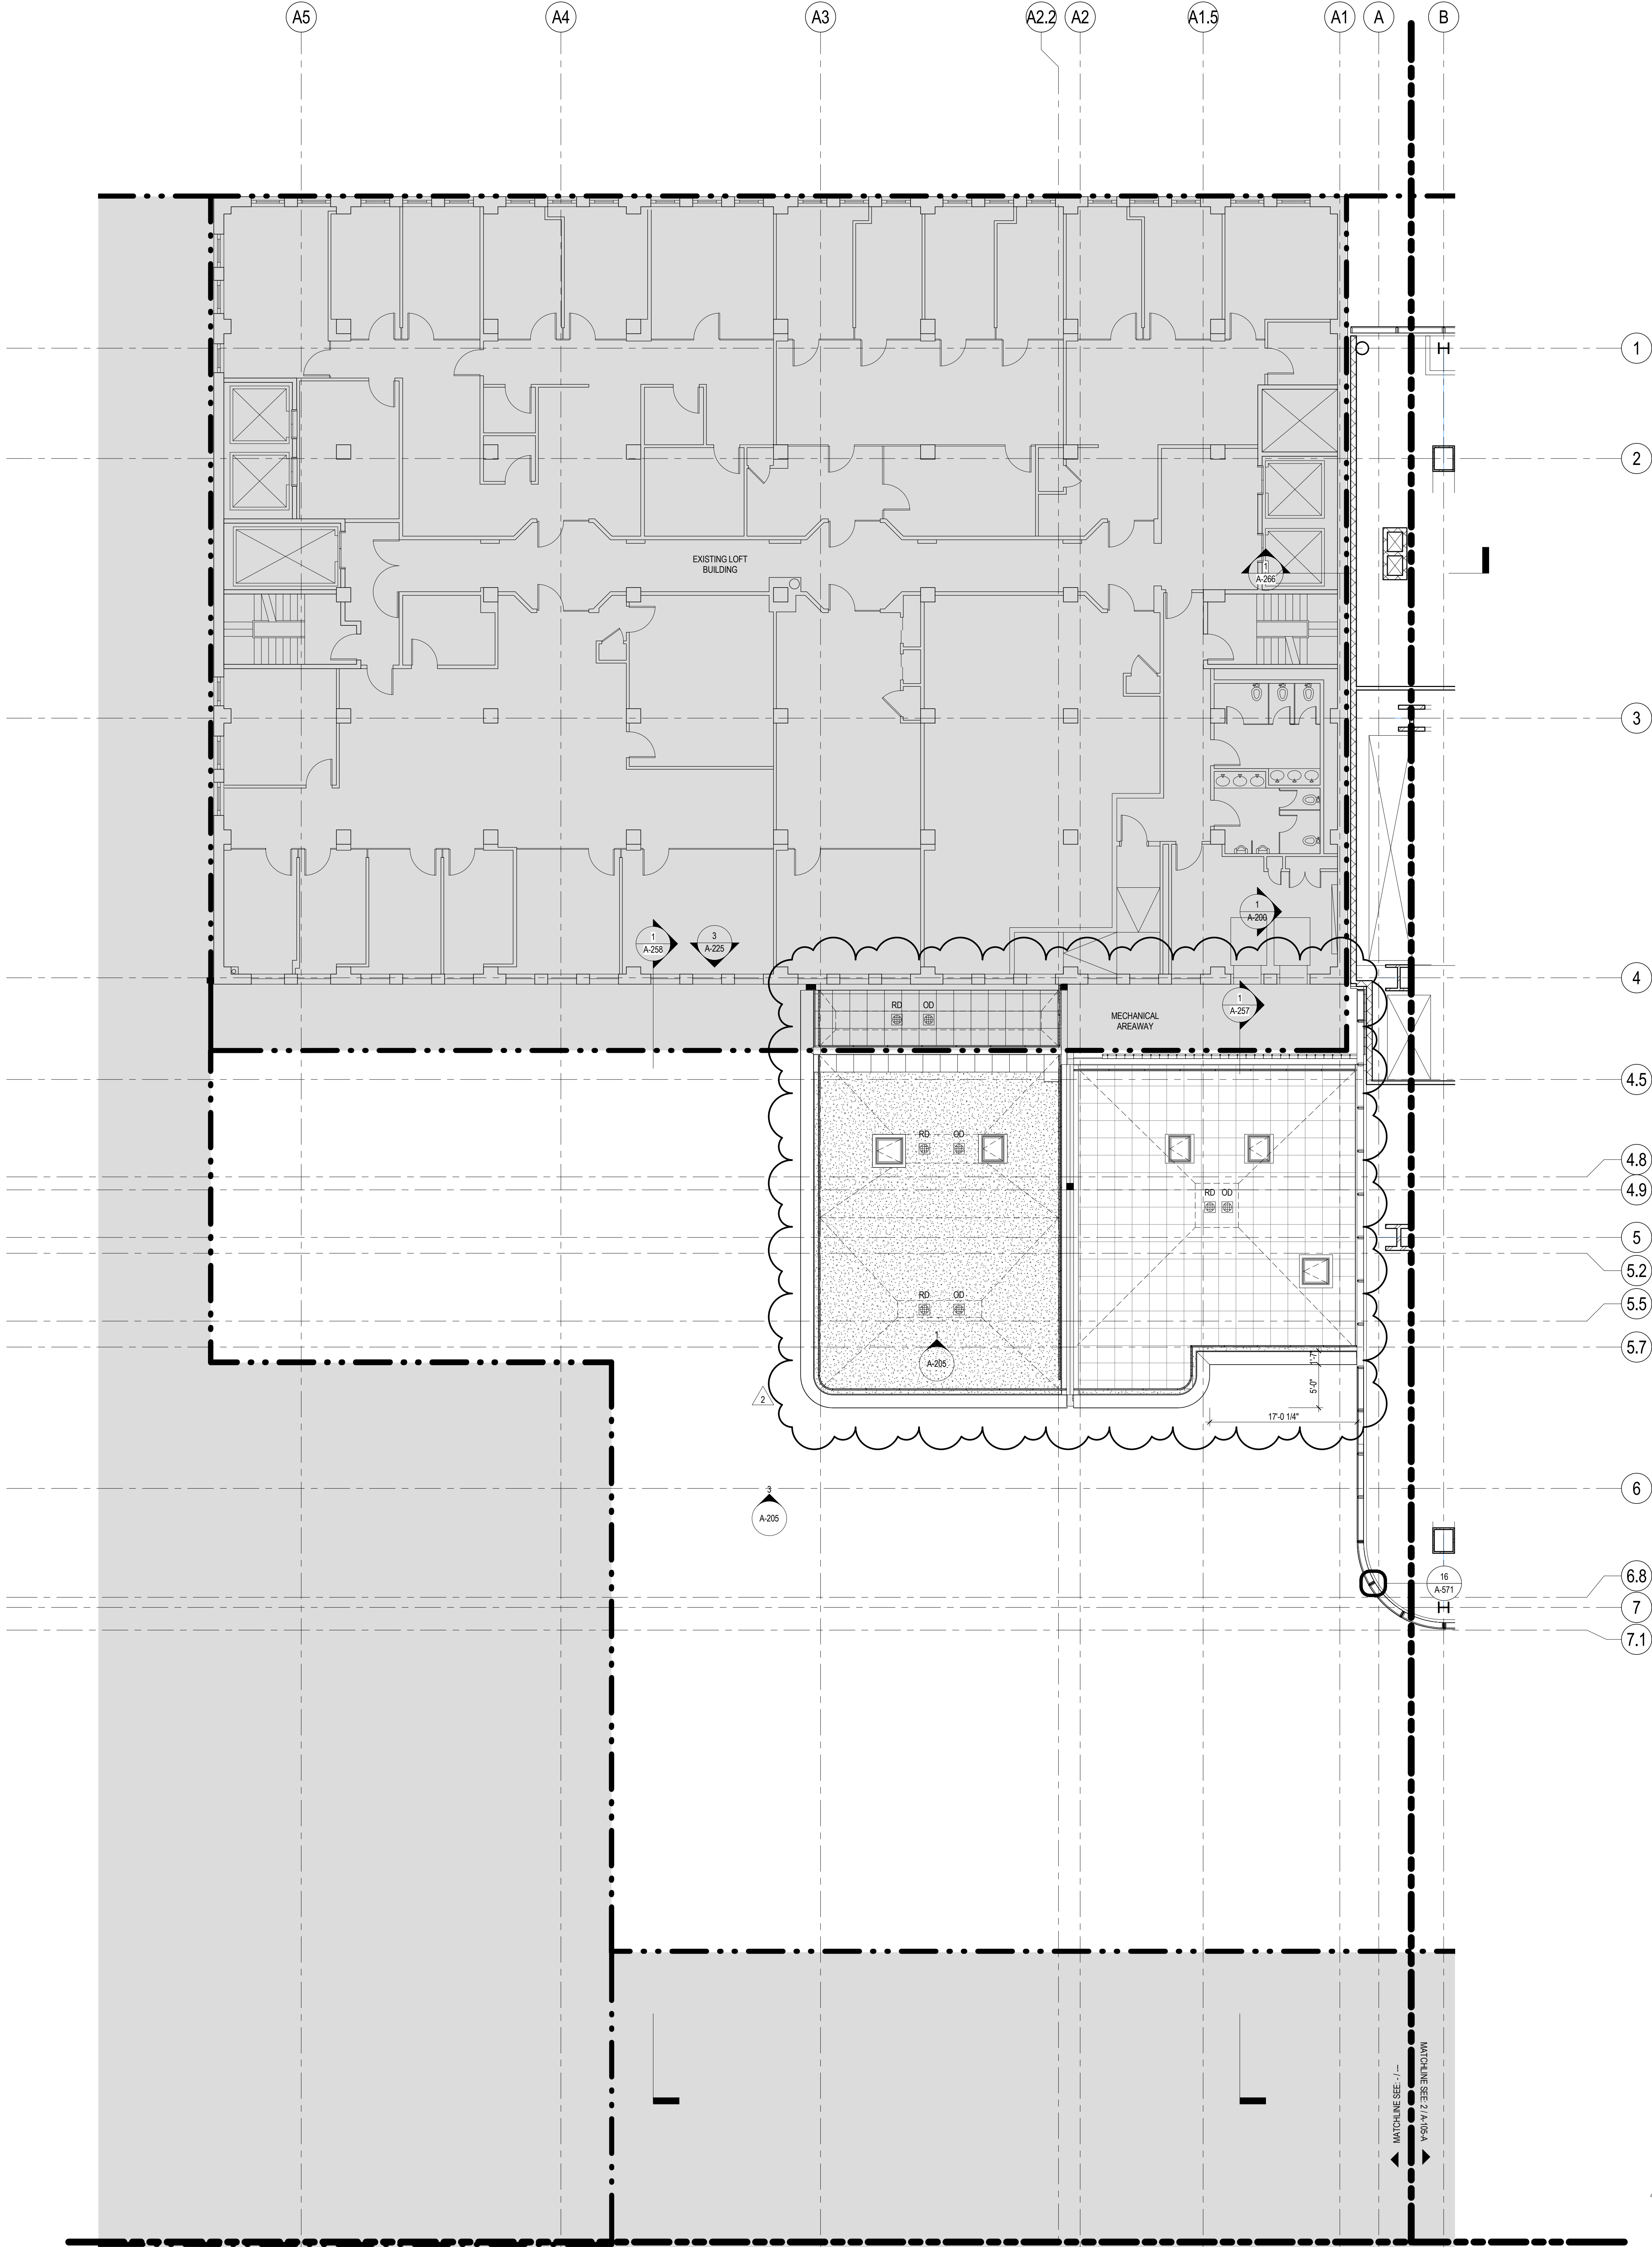 A5
A4
A3
A2.2
A2
A1.5
A1
A
B
1
2
EXISTING LOFT
BUILDING
1
A-266
3
1
A-258
3
A-225
1
A-200
4
RD
OD
MECHANICAL
AREAWAY
1
A-257
4.5
RD
OD
4.8
4.9
RD
OD
5
5.2
RD
OD
5.5
1
A-205
5.7
1'-7"
5'-0"
17'-0 1/4"
2
3
A-205
6
16
A-571
6.8
7
7.1
MATCHLINE SEE: - / ---
MATCHLINE SEE: 2 / A-105-A